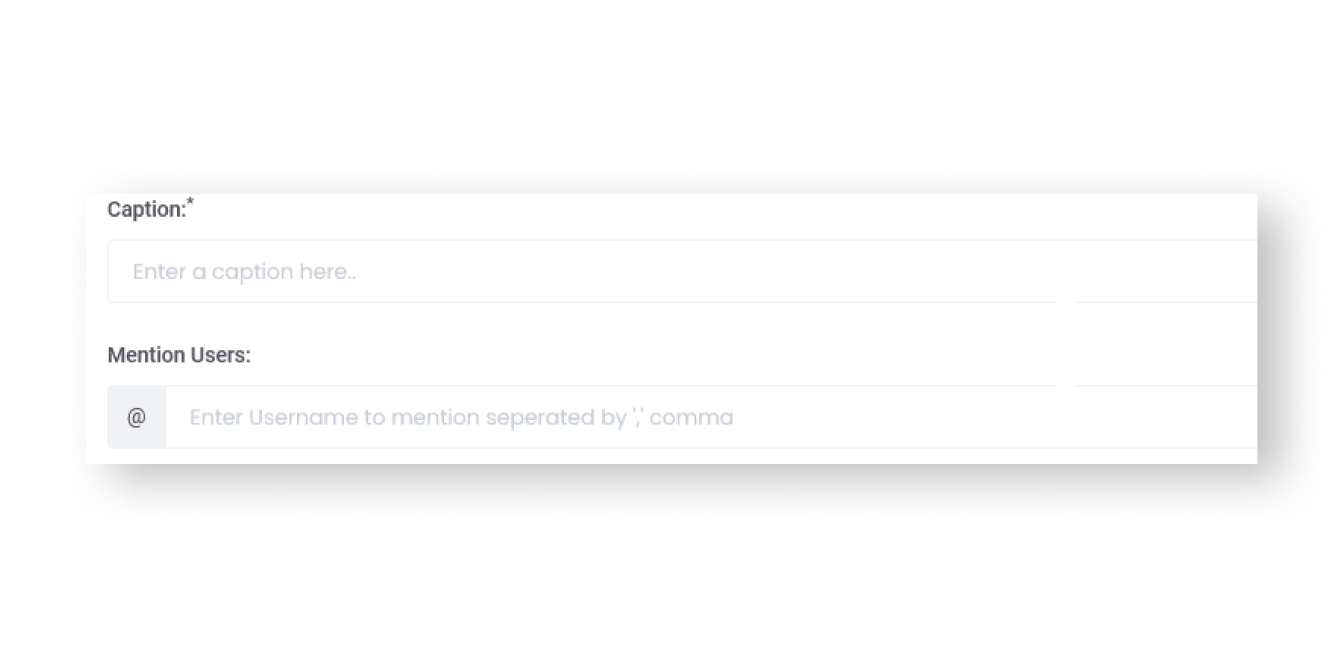 Caption:*
Enter a caption here..
Mention Users:
@ Enter Username to mention seperated by ',' comma